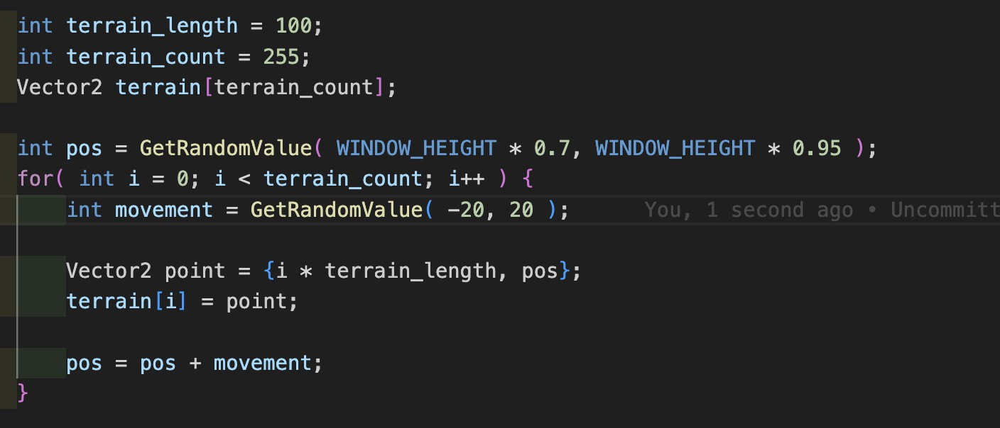 int terrain_length = 100;
int terrain_count = 255;
Vector2 terrain[terrain_count];
int pos = GetRandomValue( WINDOW_HEIGHT * 0.7, WINDOW_HEIGHT * 0.95 );
for( int i = 0; i < terrain_count; i++ ) {
int movement = GetRandomValue( -20, 20 ); You, 1 second ago • Uncommitt
Vector2 point = {i * terrain_length, pos};
terrain[i] = point;
pos = pos + movement;
}